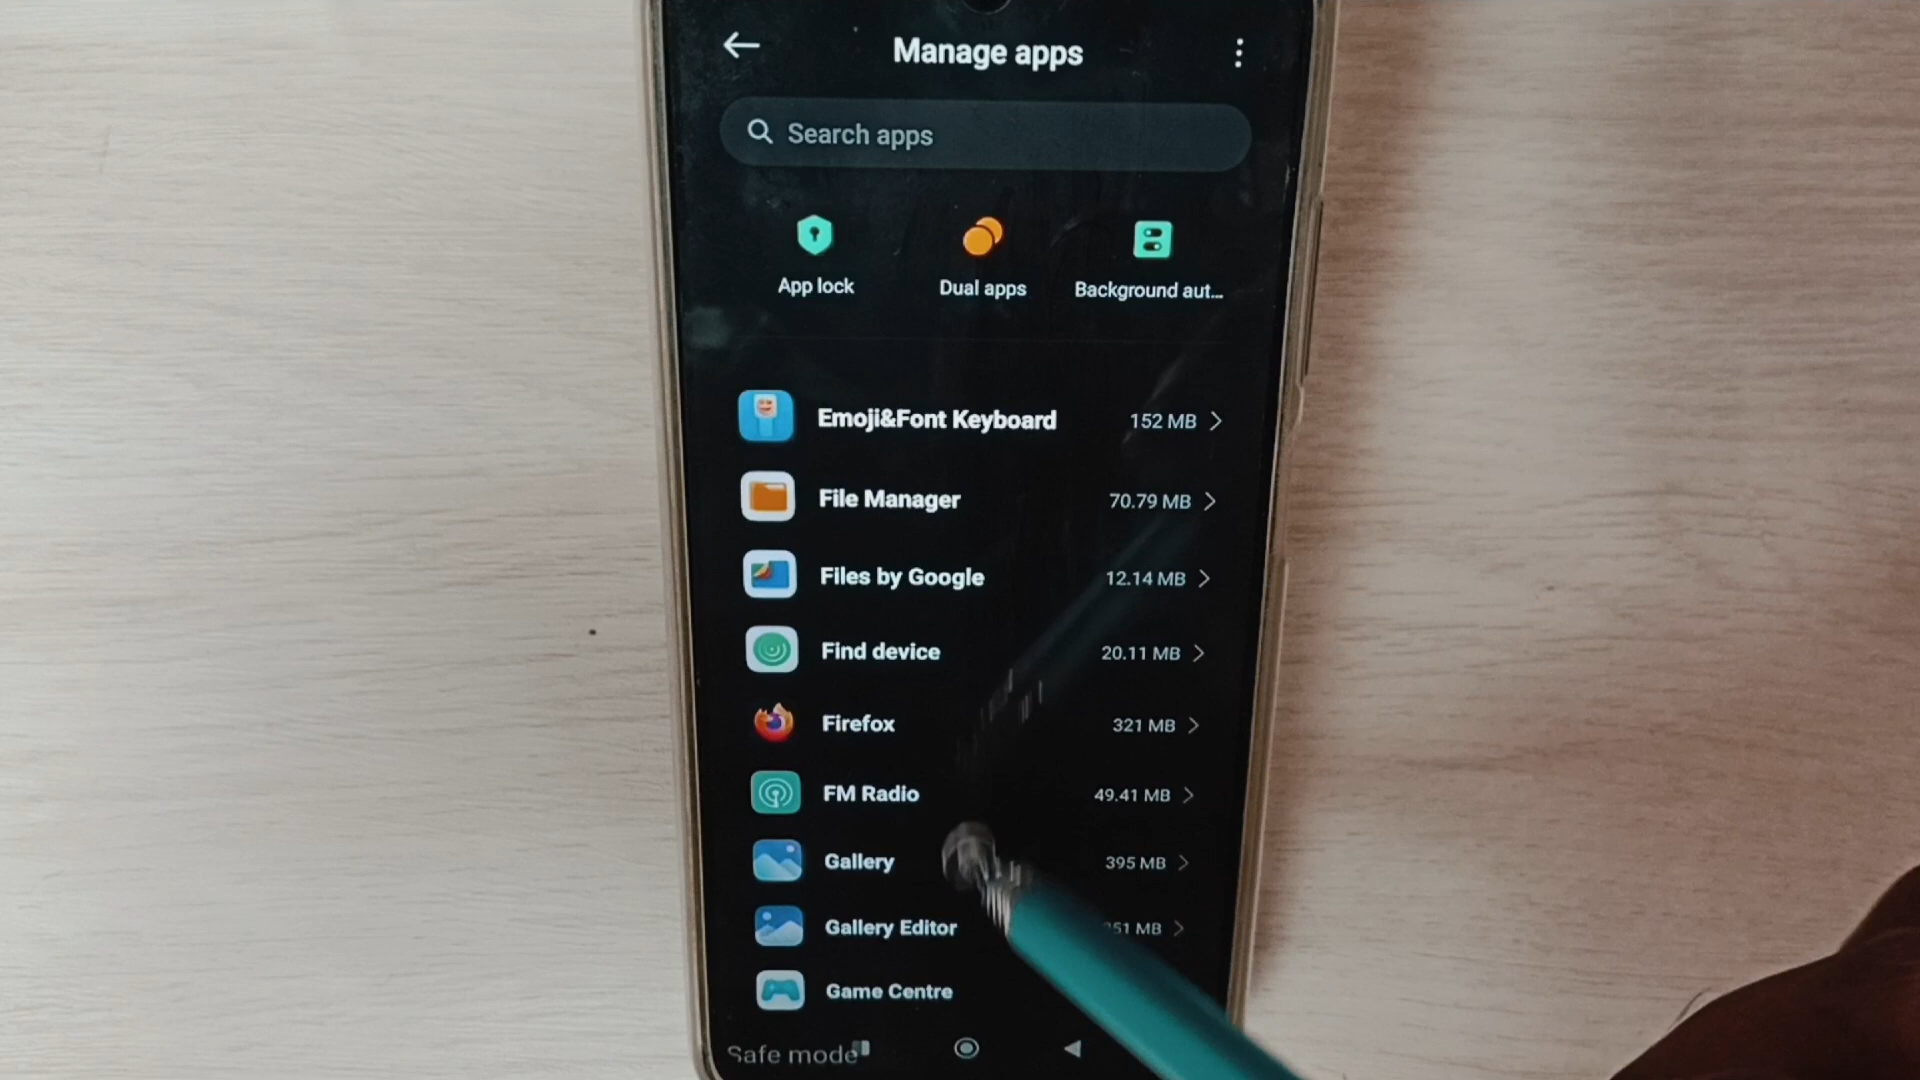 Manage apps
Search apps
App lock
Dual apps
Background aut...
Emoji&Font Keyboard 152 MB
File Manager 70.79 MB
Files by Google 12.14 MB
Find device 20.11 MB
Firefox 321 MB
FM Radio 49.41 MB
Gallery 395 MB
Gallery Editor MB
Game Centre
Safe mode